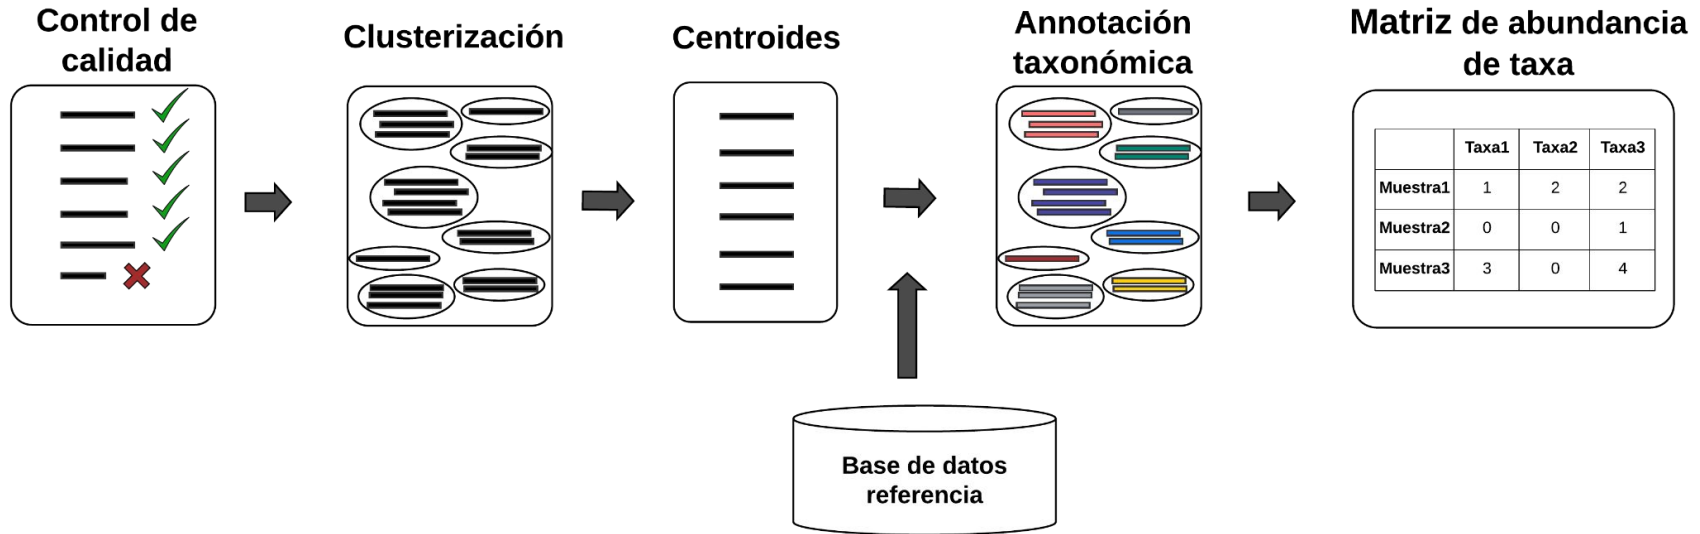 Control de
calidad
Clusterización
Centroides
Annotação
taxonómica
Matriz de abundancia
de taxa
Taxa1 Taxa2 Taxa3
Muestra1 1 2 2
Muestra2 0 0 1
Muestra3 3 0 4
Base de datos
referencia